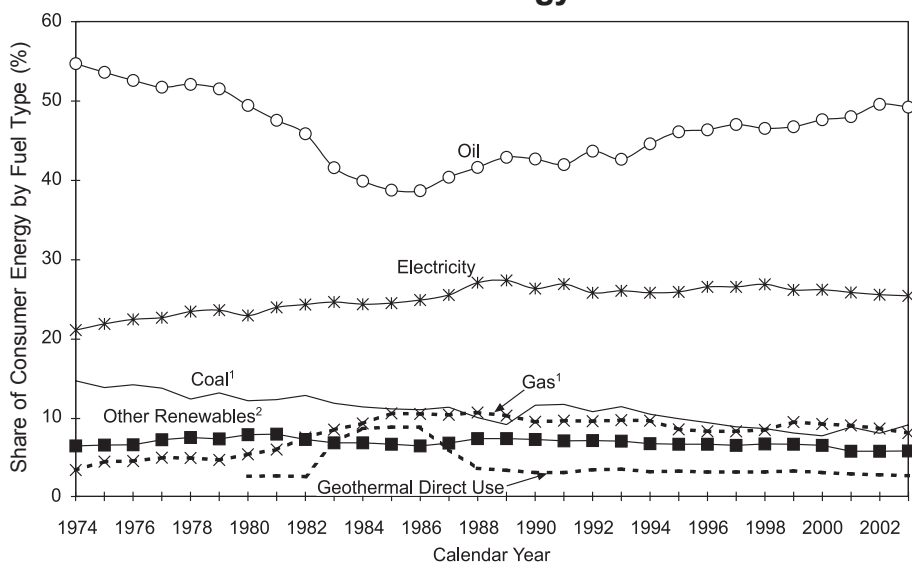 60
50
40
30
20
10
0
Share of Consumer Energy by Fuel Type (%)
Oil
Electricity
Coal¹
Gas¹
Other Renewables²
Geothermal Direct Use
1974 1976 1978 1980 1982 1984 1986 1988 1990 1992 1994 1996 1998 2000 2002
Calendar Year